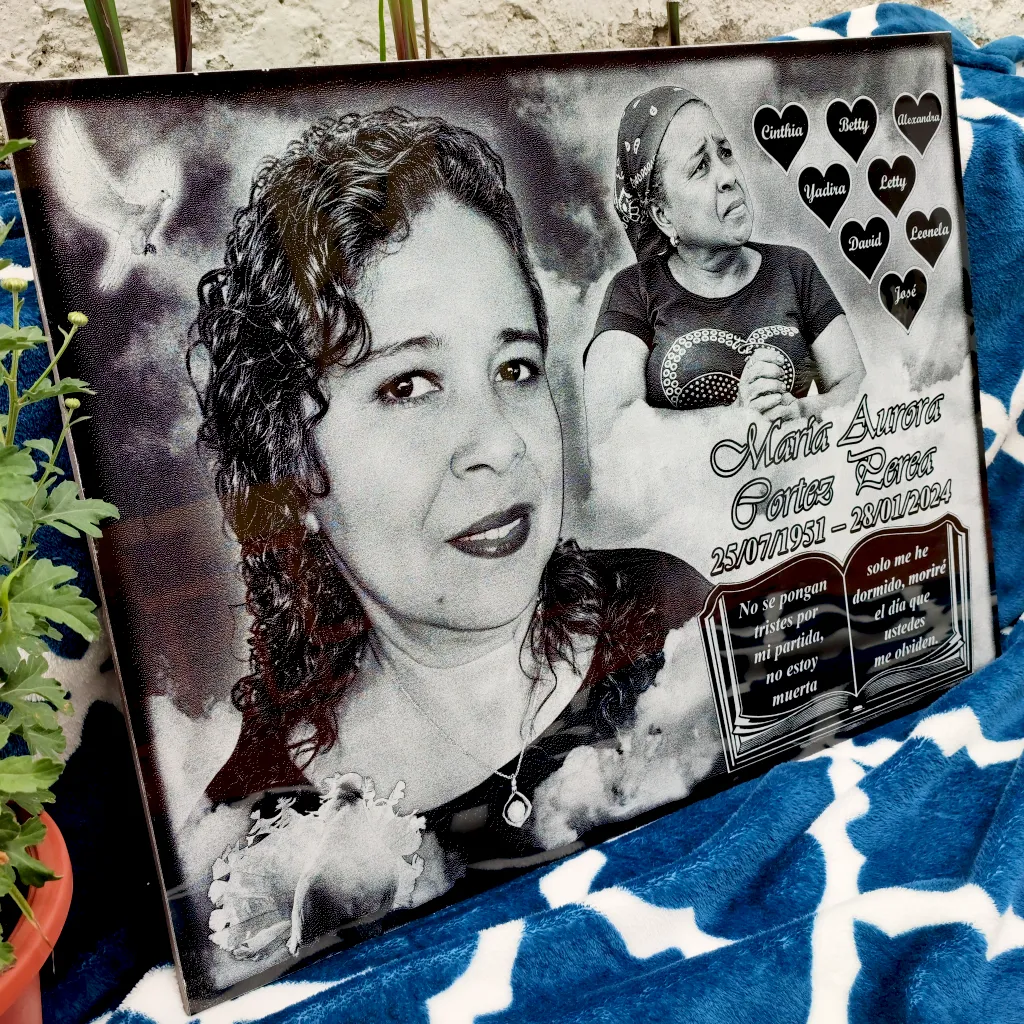 Cinthia Betty Alexandra
Yadira Letty
David Leonela
José
María Aurora
Cortez Perea
25/07/1951 - 28/01/2024
No se pongan
tristes por
mi partida,
no estoy
muerta
solo me he
dormido, moriré
el día que
ustedes
me olviden.